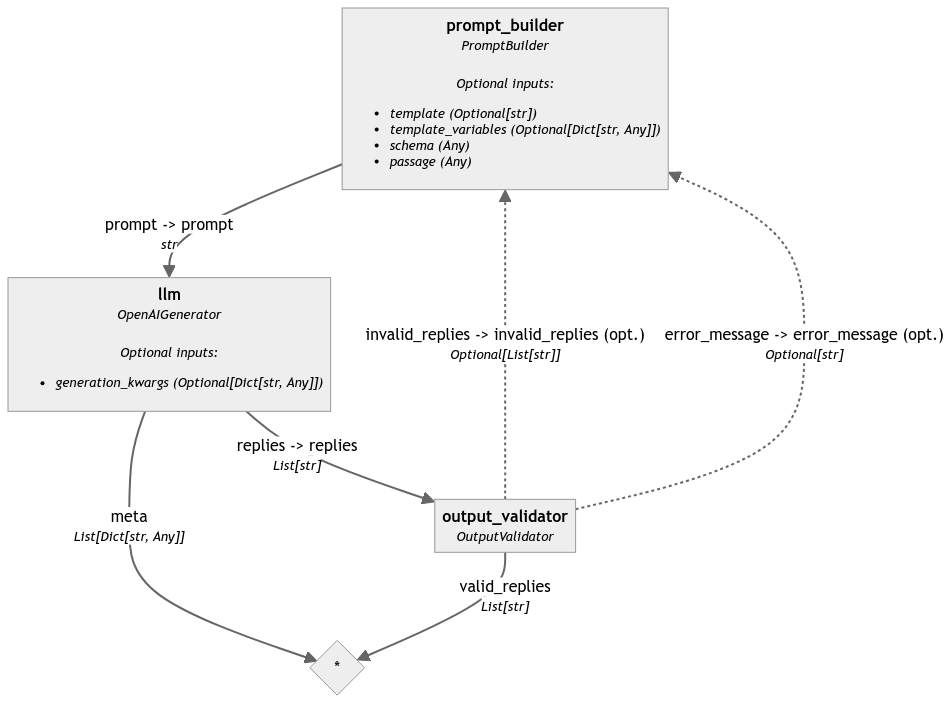 prompt_builder
PromptBuilder
Optional inputs:
• template (Optional[str])
• template_variables (Optional[Dict[str, Any]])
• schema (Any)
• passage (Any)
prompt -> prompt
str
llm
OpenAIGenerator
Optional inputs:
• generation_kwargs (Optional[Dict[str, Any]])
invalid_replies -> invalid_replies (opt.)
Optional[List[str]]
error_message -> error_message (opt.)
Optional[str]
replies -> replies
List[str]
meta
List[Dict[str, Any]]
output_validator
OutputValidator
valid_replies
List[str]
*